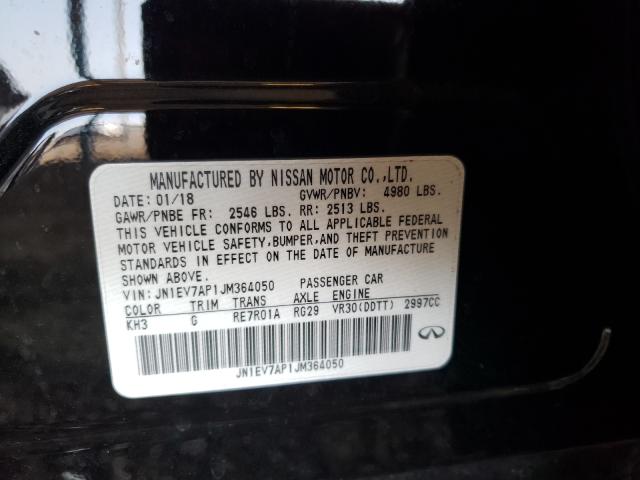 MANUFACTURED BY NISSAN MOTOR CO.,LTD.
DATE: 01/18 GVWR/PNBV: 4980 LBS.
GAWR/PNBE FR: 2546 LBS. RR: 2513 LBS.
THIS VEHICLE CONFORMS TO ALL APPLICABLE FEDERAL
MOTOR VEHICLE SAFETY,BUMPER,AND THEFT PREVENTION
STANDARDS IN EFFECT ON THE DATE OF MANUFACTURE
SHOWN ABOVE.
VIN: JN1EV7AP1JM364050 PASSENGER CAR
COLOR TRIM TRANS AXLE ENGINE
KH3 G RE7R01A RG29 VR30(DDTT) 2997CC
JN1EV7AP1JM364050